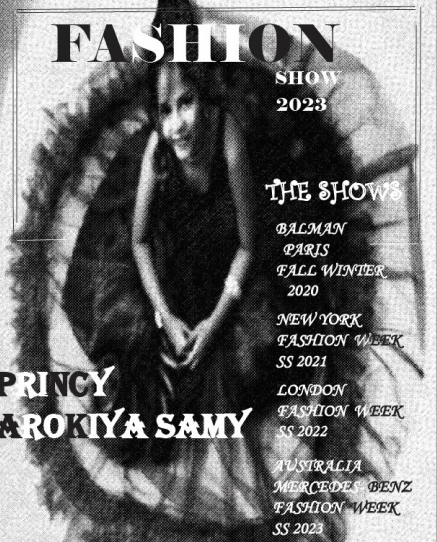 FASHION
SHOW
2023
THE SHOWS
BALMAN
PARIS
FALL WINTER
2020
NEW YORK
FASHION WEEK
SS 2021
LONDON
FASHION WEEK
SS 2022
AUSTRALIA
MERCEDES-BENZ
FASHION WEEK
SS 2023
PRINCY
AROKIYA SAMY